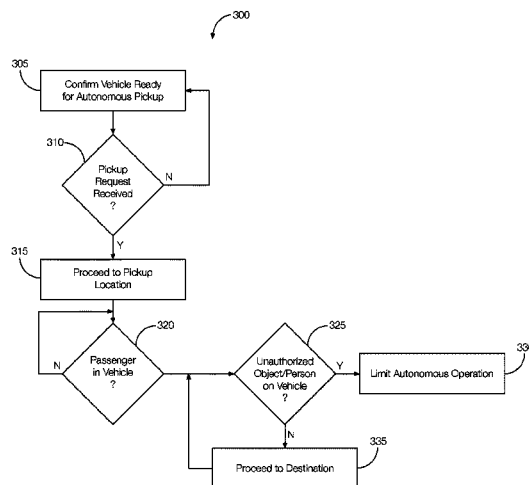 300
305
Confirm Vehicle Ready
for Autonomous Pickup
310
Pickup
Request
Received
?
N
Y
315
Proceed to Pickup
Location
320
Passenger
in Vehicle
?
N
325
Unauthorized
Object/Person
on Vehicle
?
Y
Limit Autonomous Operation
N
335
Proceed to Destination